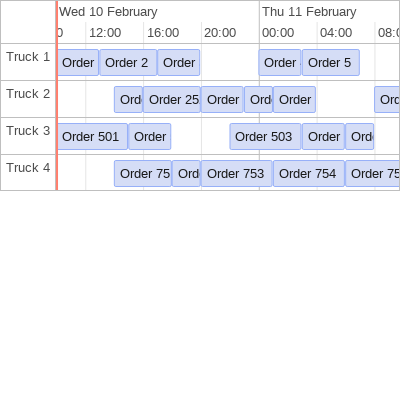 Wed 10 February Thu 11 February
0 12:00 16:00 20:00 00:00 04:00 08:0
Truck 1 Order Order 2 Order Order Order 5
Truck 2 Ord Order 25 Order Ord Order Ord
Truck 3 Order 501 Order Order 503 Order Ord
Truck 4 Order 75 Ord Order 753 Order 754 Order 75